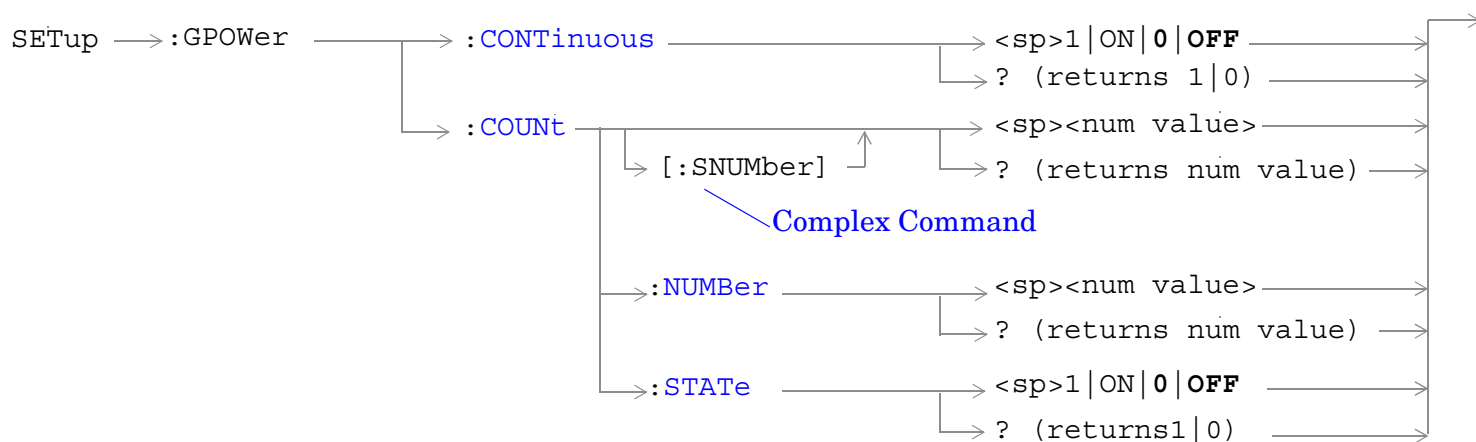 SETup :GPOWer :CONTinuous <sp>1|ON|0|OFF
? (returns 1|0)
:COUNt <sp><num value>
[:SNUMber] ? (returns num value)
Complex Command
:NUMBer <sp><num value>
? (returns num value)
:STATe <sp>1|ON|0|OFF
? (returns1|0)